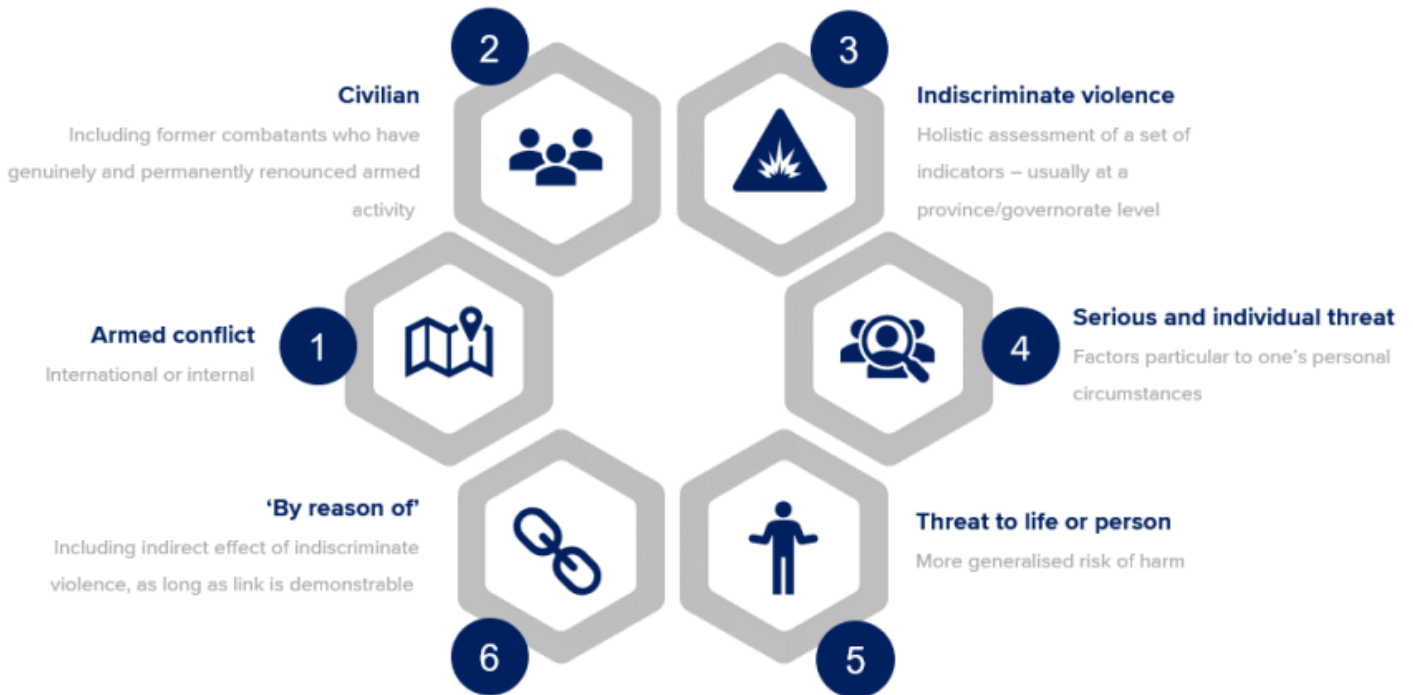 1
Armed conflict
International or internal
2
Civilian
Including former combatants who have
genuinely and permanently renounced armed
activity
3
Indiscriminate violence
Holistic assessment of a set of
indicators – usually at a
province/governorate level
4
Serious and individual threat
Factors particular to one's personal
circumstances
5
Threat to life or person
More generalised risk of harm
6
‘By reason of’
Including indirect effect of indiscriminate
violence, as long as link is demonstrable